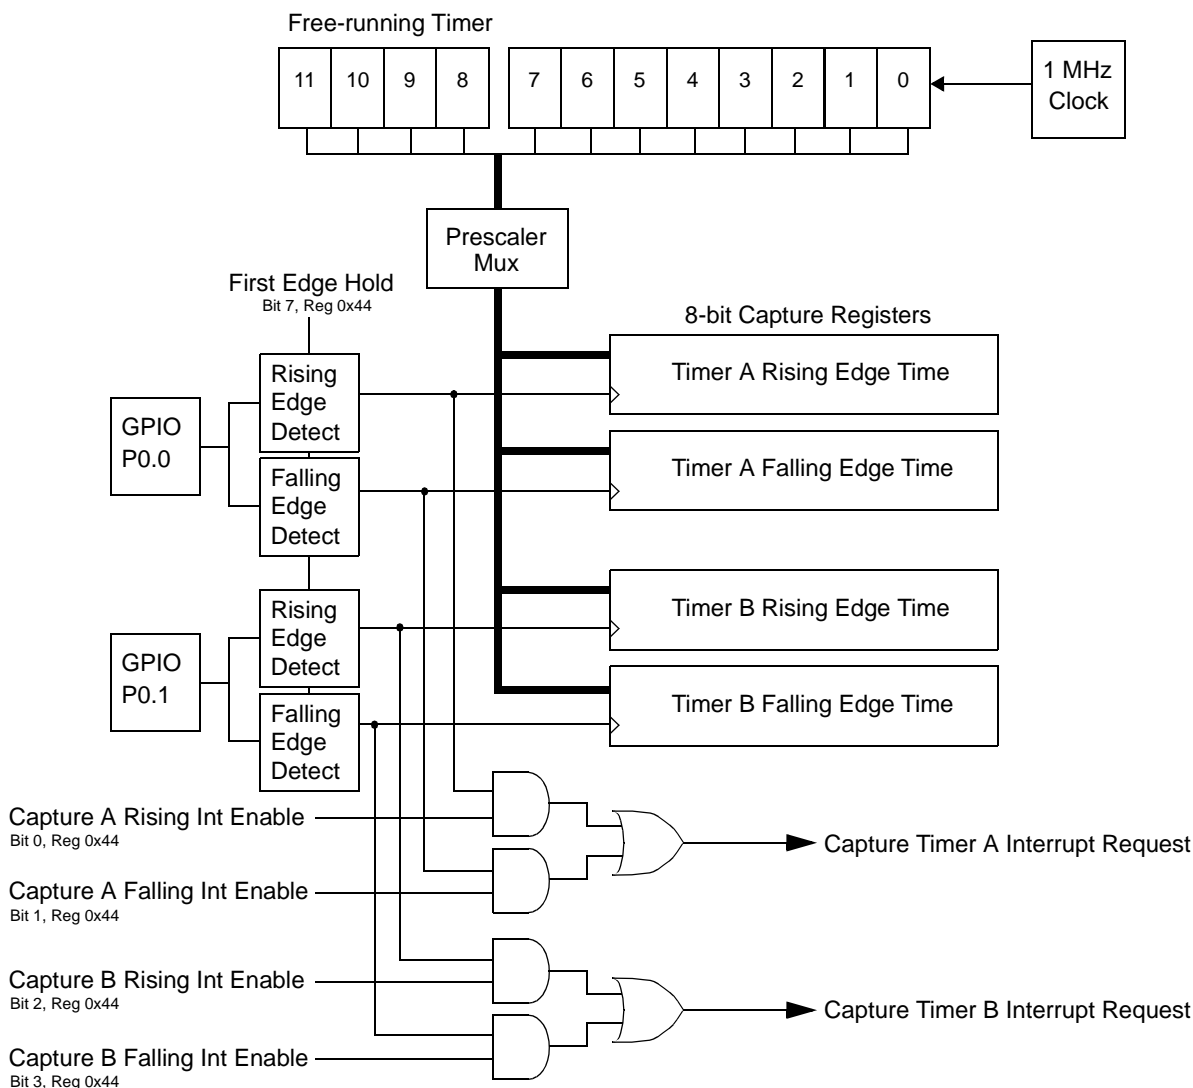 Free-running Timer
11 10 9 8 7 6 5 4 3 2 1 0
1 MHz
Clock
Prescaler
Mux
First Edge Hold
Bit 7, Reg 0x44
8-bit Capture Registers
Rising
Edge
Detect
Timer A Rising Edge Time
GPIO
P0.0
Falling
Edge
Detect
Timer A Falling Edge Time
Rising
Edge
Detect
Timer B Rising Edge Time
GPIO
P0.1
Falling
Edge
Detect
Timer B Falling Edge Time
Capture A Rising Int Enable
Bit 0, Reg 0x44
Capture Timer A Interrupt Request
Capture A Falling Int Enable
Bit 1, Reg 0x44
Capture B Rising Int Enable
Bit 2, Reg 0x44
Capture Timer B Interrupt Request
Capture B Falling Int Enable
Bit 3, Reg 0x44